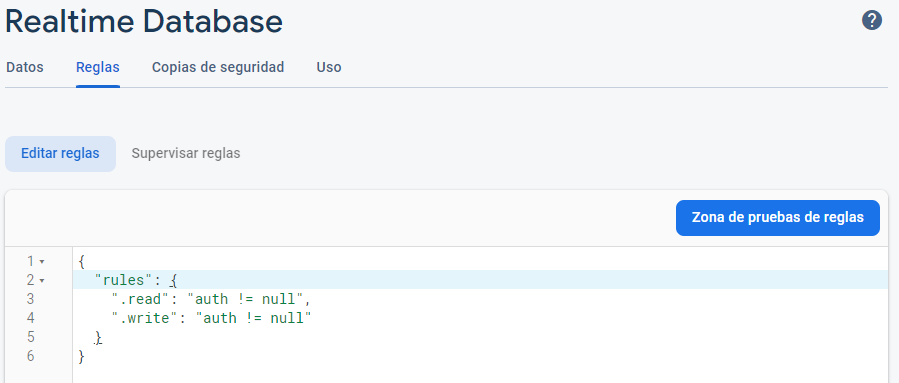 Realtime Database
Datos Reglas Copias de seguridad Uso
Editar reglas Supervisar reglas
Zona de pruebas de reglas
1 {
2 "rules": {
3 ".read": "auth != null",
4 ".write": "auth != null"
5 }
6 }